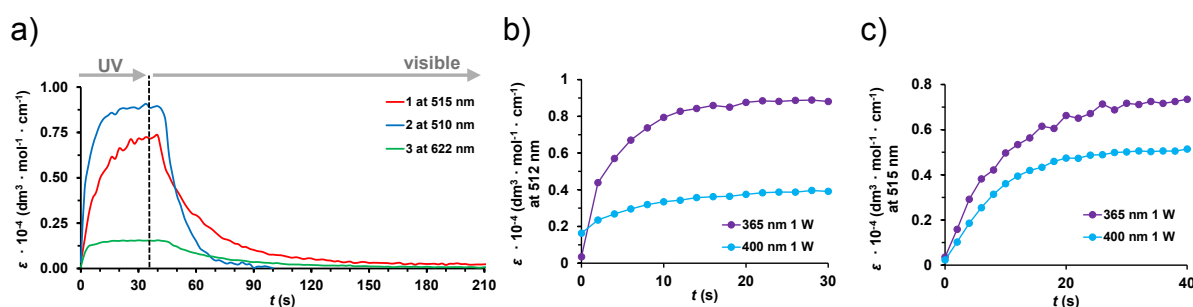 a)
UV
visible
ε · 10⁻⁴ (dm³ · mol⁻¹ · cm⁻¹)
1.00
0.75
0.50
0.25
0.00
0 30 60 90 120 150 180 210
t (s)
1 at 515 nm
2 at 510 nm
3 at 622 nm
b)
ε · 10⁻⁴ (dm³ · mol⁻¹ · cm⁻¹)
at 512 nm
1
0.8
0.6
0.4
0.2
0
0 10 20 30
t (s)
365 nm 1 W
400 nm 1 W
c)
ε · 10⁻⁴ (dm³ · mol⁻¹ · cm⁻¹)
at 515 nm
0.8
0.6
0.4
0.2
0.0
0 10 20 30 40
t (s)
365 nm 1 W
400 nm 1 W